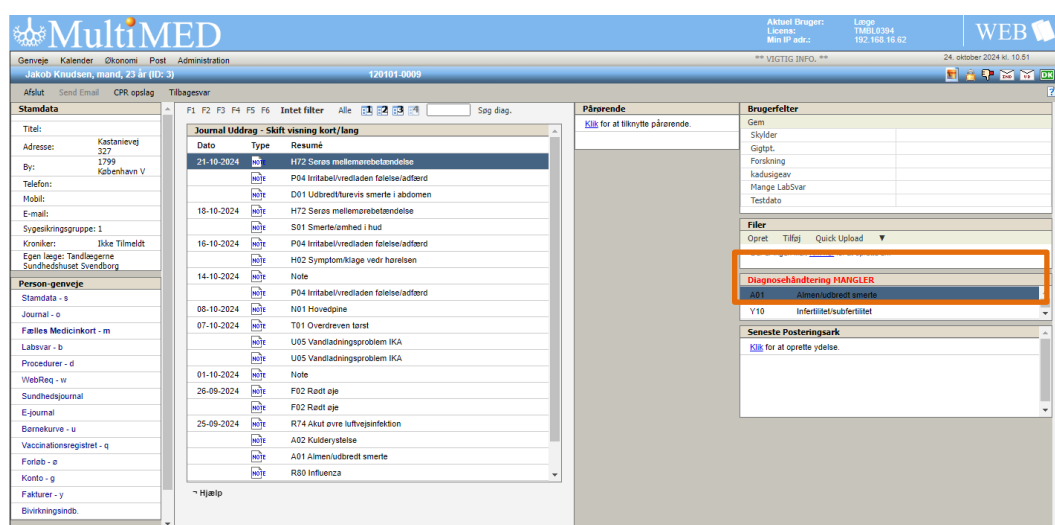 MultiMED
Aktuel Bruger: Læge
Licens: TMBL0394
Min IP adr.: 192.168.16.62
WEB
Genveje Kalender Økonomi Post Administration
** VIGTIG INFO. **
24. oktober 2024 kl. 10.51
Jakob Knudsen, mand, 23 år (ID: 3)
120101-0009
DK
Afslut Send Email CPR opslag Tilbagesvar
?
Stamdata
Titel:
Adresse: Kastanievej
327
By: 1799
København V
Telefon:
Mobil:
E-mail:
Sygesikringsgruppe: 1
Kroniker: Ikke Tilmeldt
Egen læge: Tandlægerne
Sundhedshuset Svendborg
Person-genveje
Stamdata - s
Journal - o
Fælles Medicinkort - m
Labsvar - b
Procedurer - d
WebReq - w
Sundhedsjournal
E-journal
Børnekurve - u
Vaccinationsregistret - q
Forløb - ø
Konto - g
Fakturer - y
Bivirkningsindb.
F1 F2 F3 F4 F5 F6 Intet filter Alle 1 2 3 4 Søg diag.
Journal Uddrag - Skift visning kort/lang
Dato Type Resumé
21-10-2024 NOTE H72 Serøs mellemørebetændelse
NOTE P04 Irritabel/vredladen følelse/adfærd
NOTE D01 Udbredt/turevis smerte i abdomen
18-10-2024 NOTE H72 Serøs mellemørebetændelse
NOTE S01 Smerte/ømhed i hud
16-10-2024 NOTE P04 Irritabel/vredladen følelse/adfærd
NOTE H02 Symptom/klage vedr hørelsen
14-10-2024 NOTE Note
NOTE P04 Irritabel/vredladen følelse/adfærd
08-10-2024 NOTE N01 Hovedpine
07-10-2024 NOTE T01 Overdreven tørst
NOTE U05 Vandladningsproblem IKA
NOTE U05 Vandladningsproblem IKA
01-10-2024 NOTE Note
26-09-2024 NOTE F02 Rødt øje
NOTE F02 Rødt øje
25-09-2024 NOTE R74 Akut øvre luftvejsinfektion
NOTE A02 Kulderystelse
NOTE A01 Almen/udbredt smerte
NOTE R80 Influenza
¬ Hjælp
Pårørende
Klik for at tilknytte pårørende.
Brugerfelter
Gem
Skylder
Gigtpt.
Forskning
kadusigeav
Mange LabSvar
Testdato
Filer
Opret Tilføj Quick Upload ▼
Diagnosehåndtering MANGLER
A01 Almen/udbredt smerte
Y10 Infertilitet/subfertilitet
Seneste Posteringsark
Klik for at oprette ydelse.